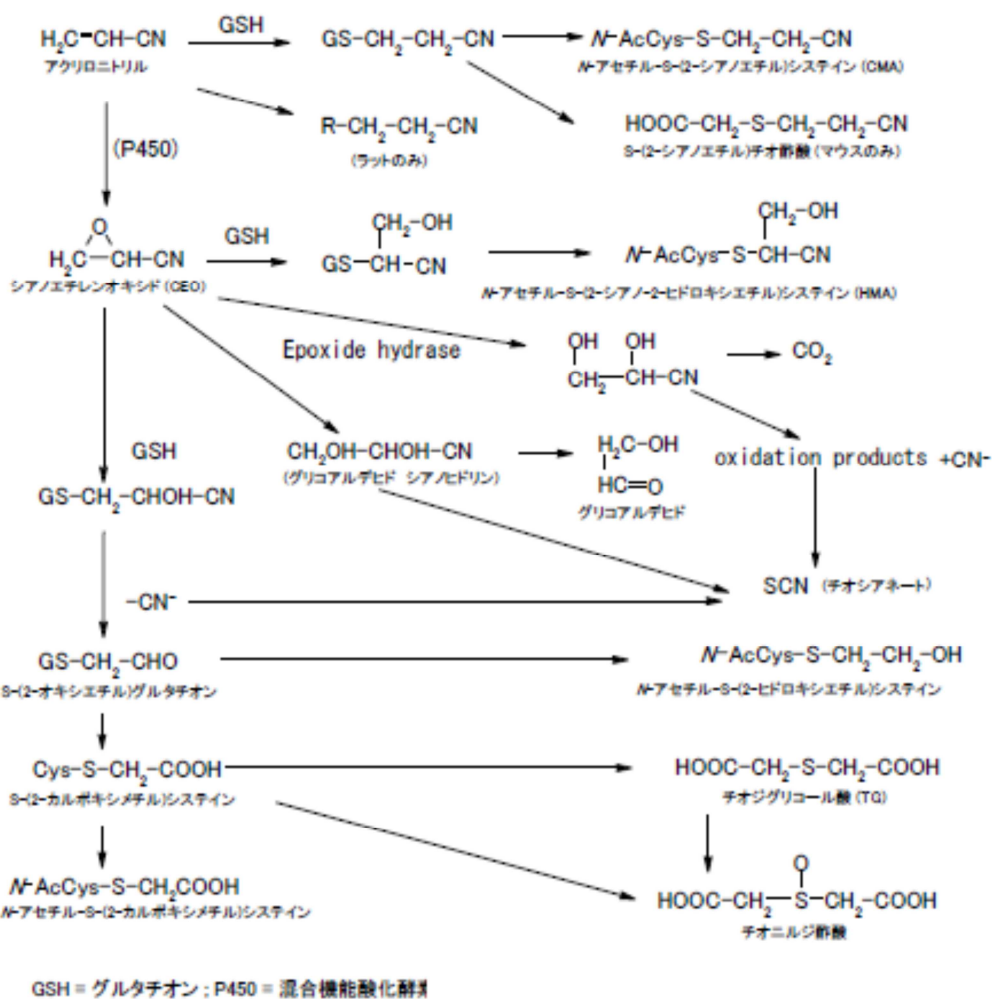 H₂C-CH-CN
GSH
GS-CH₂-CH₂-CN
N-AcCys-S-CH₂-CH₂-CN
アクリロニトリル
N-アセチル-S-(2-シアノエチル)システイン(CMA)
(P450)
R-CH₂-CH₂-CN
(ラットのみ)
HOOC-CH₂-S-CH₂-CH₂-CN
S-(2-シアノエチル)チオ酢酸(マウスのみ)
O
H₂C-CH-CN
シアノエチレンオキシド(CEO)
GSH
CH₂-OH
GS-CH-CN
CH₂-OH
N-AcCys-S-CH-CN
N-アセチル-S-(2-シアノ-2-ヒドロキシエチル)システイン(HMA)
Epoxide hydrase
OH OH
CH₂-CH-CN
CO₂
GSH
CH₂OH-CHOH-CN
(グリコアルデヒド シアノヒドリン)
H₂C-OH
HC=O
グリコアルデヒド
oxidation products +CN-
GS-CH₂-CHOH-CN
-CN⁻
SCN (チオシアネート)
GS-CH₂-CHO
S-(2-オキシエチル)グルタチオン
N-AcCys-S-CH₂-CH₂-OH
N-アセチル-S-(2-ヒドロキシエチル)システイン
Cys-S-CH₂-COOH
S-(2-カルボキシメチル)システイン
HOOC-CH₂-S-CH₂-COOH
チオジグリコール酸(TG)
N-AcCys-S-CH₂COOH
N-アセチル-S-(2-カルボキシメチル)システイン
O
HOOC-CH₂-S-CH₂-COOH
チオニルジ酢酸
GSH = グルタチオン ; P450 = 混合機能酸化酵素